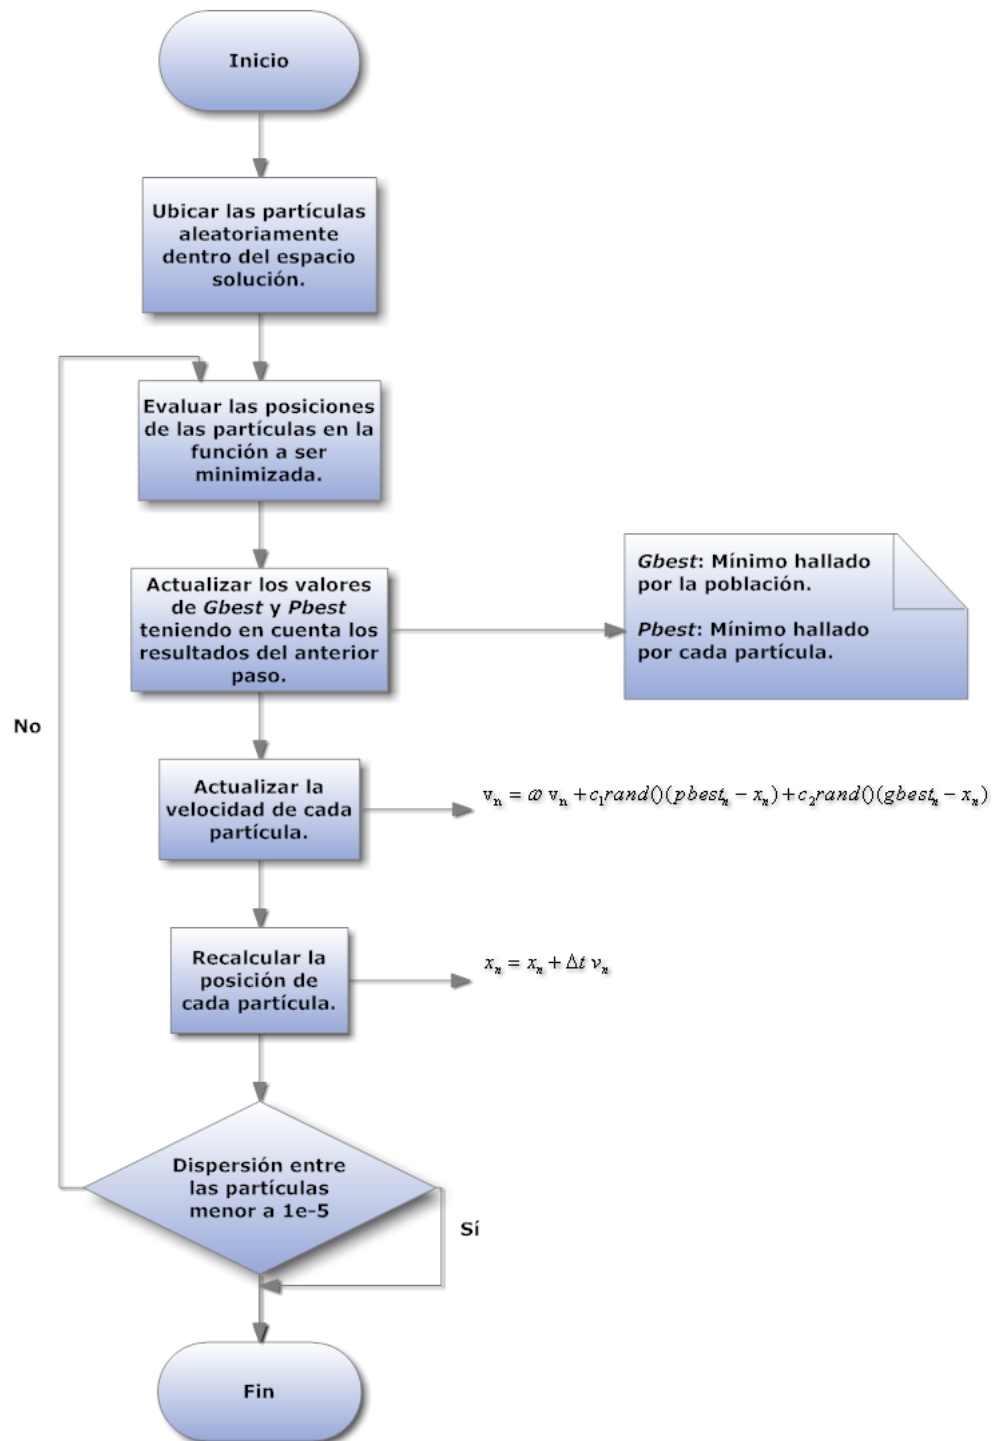 Inicio
Ubicar las partículas
aleatoriamente
dentro del espacio
solución.
Evaluar las posiciones
de las partículas en la
función a ser
minimizada.
Actualizar los valores
de Gbest y Pbest
teniendo en cuenta los
resultados del anterior
paso.
Gbest: Mínimo hallado
por la población.
Pbest: Mínimo hallado
por cada partícula.
No
Actualizar la
velocidad de cada
partícula.
vₙ = ω vₙ + c₁rand()(pbestₙ − xₙ) + c₂rand()(gbestₙ − xₙ)
Recalcular la
posición de
cada partícula.
xₙ = xₙ + Δt vₙ
Dispersión entre
las partículas
menor a 1e-5
Sí
Fin